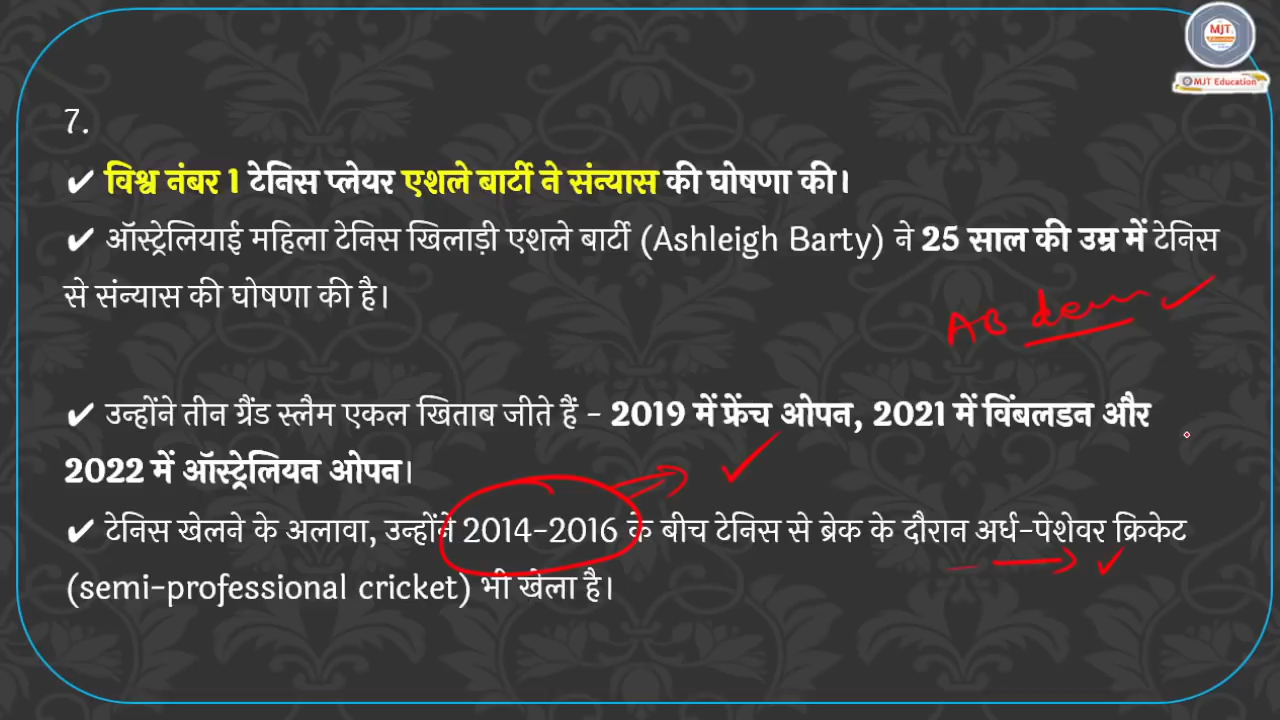 MJT
Education
MJT Education
7.
✔ विश्व नंबर 1 टेनिस प्लेयर एशले बार्टी ने संन्यास की घोषणा की।
✔ ऑस्ट्रेलियाई महिला टेनिस खिलाड़ी एशले बार्टी (Ashleigh Barty) ने 25 साल की उम्र में टेनिस
से संन्यास की घोषणा की है।
AB
✔ उन्होंने तीन ग्रैंड स्लैम एकल खिताब जीते हैं - 2019 में फ्रेंच ओपन, 2021 में विंबलडन और
2022 में ऑस्ट्रेलियन ओपन।
✔ टेनिस खेलने के अलावा, उन्होंने 2014-2016 के बीच टेनिस से ब्रेक के दौरान अर्ध-पेशेवर क्रिकेट
(semi-professional cricket) भी खेला है।